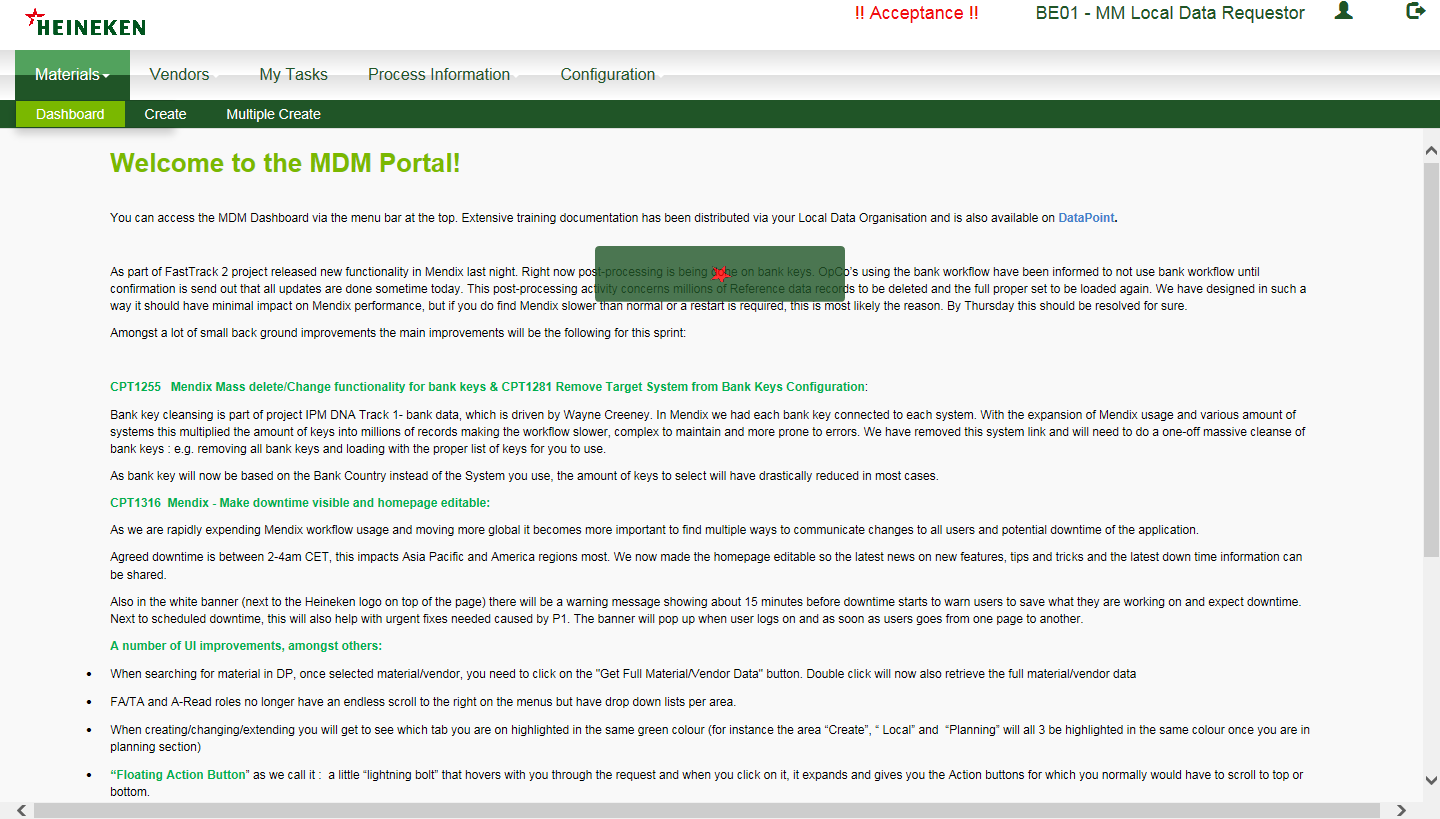 HEINEKEN
!! Acceptance !!
BE01 - MM Local Data Requestor
Materials
Vendors
My Tasks
Process Information
Configuration
Dashboard
Create
Multiple Create
Welcome to the MDM Portal!
You can access the MDM Dashboard via the menu bar at the top. Extensive training documentation has been distributed via your Local Data Organisation and is also available on DataPoint.
As part of FastTrack 2 project released new functionality in Mendix last night. Right now post-processing is being done on bank keys. OpCo's using the bank workflow have been informed to not use bank workflow until
confirmation is send out that all updates are done sometime today. This post-processing activity concerns millions of Reference data records to be deleted and the full proper set to be loaded again. We have designed in such a
way it should have minimal impact on Mendix performance, but if you do find Mendix slower than normal or a restart is required, this is most likely the reason. By Thursday this should be resolved for sure.
Amongst a lot of small back ground improvements the main improvements will be the following for this sprint:
CPT1255   Mendix Mass delete/Change functionality for bank keys & CPT1281 Remove Target System from Bank Keys Configuration:
Bank key cleansing is part of project IPM DNA Track 1- bank data, which is driven by Wayne Creeney. In Mendix we had each bank key connected to each system. With the expansion of Mendix usage and various amount of
systems this multiplied the amount of keys into millions of records making the workflow slower, complex to maintain and more prone to errors. We have removed this system link and will need to do a one-off massive cleanse of
bank keys : e.g. removing all bank keys and loading with the proper list of keys for you to use.
As bank key will now be based on the Bank Country instead of the System you use, the amount of keys to select will have drastically reduced in most cases.
CPT1316  Mendix - Make downtime visible and homepage editable:
As we are rapidly expending Mendix workflow usage and moving more global it becomes more important to find multiple ways to communicate changes to all users and potential downtime of the application.
Agreed downtime is between 2-4am CET, this impacts Asia Pacific and America regions most. We now made the homepage editable so the latest news on new features, tips and tricks and the latest down time information can
be shared.
Also in the white banner (next to the Heineken logo on top of the page) there will be a warning message showing about 15 minutes before downtime starts to warn users to save what they are working on and expect downtime.
Next to scheduled downtime, this will also help with urgent fixes needed caused by P1. The banner will pop up when user logs on and as soon as users goes from one page to another.
A number of UI improvements, amongst others:
• When searching for material in DP, once selected material/vendor, you need to click on the "Get Full Material/Vendor Data" button. Double click will now also retrieve the full material/vendor data
• FA/TA and A-Read roles no longer have an endless scroll to the right on the menus but have drop down lists per area.
• When creating/changing/extending you will get to see which tab you are on highlighted in the same green colour (for instance the area “Create”, “ Local” and  “Planning” will all 3 be highlighted in the same colour once you are in
planning section)
• “Floating Action Button” as we call it :  a little “lightning bolt” that hovers with you through the request and when you click on it, it expands and gives you the Action buttons for which you normally would have to scroll to top or
bottom.